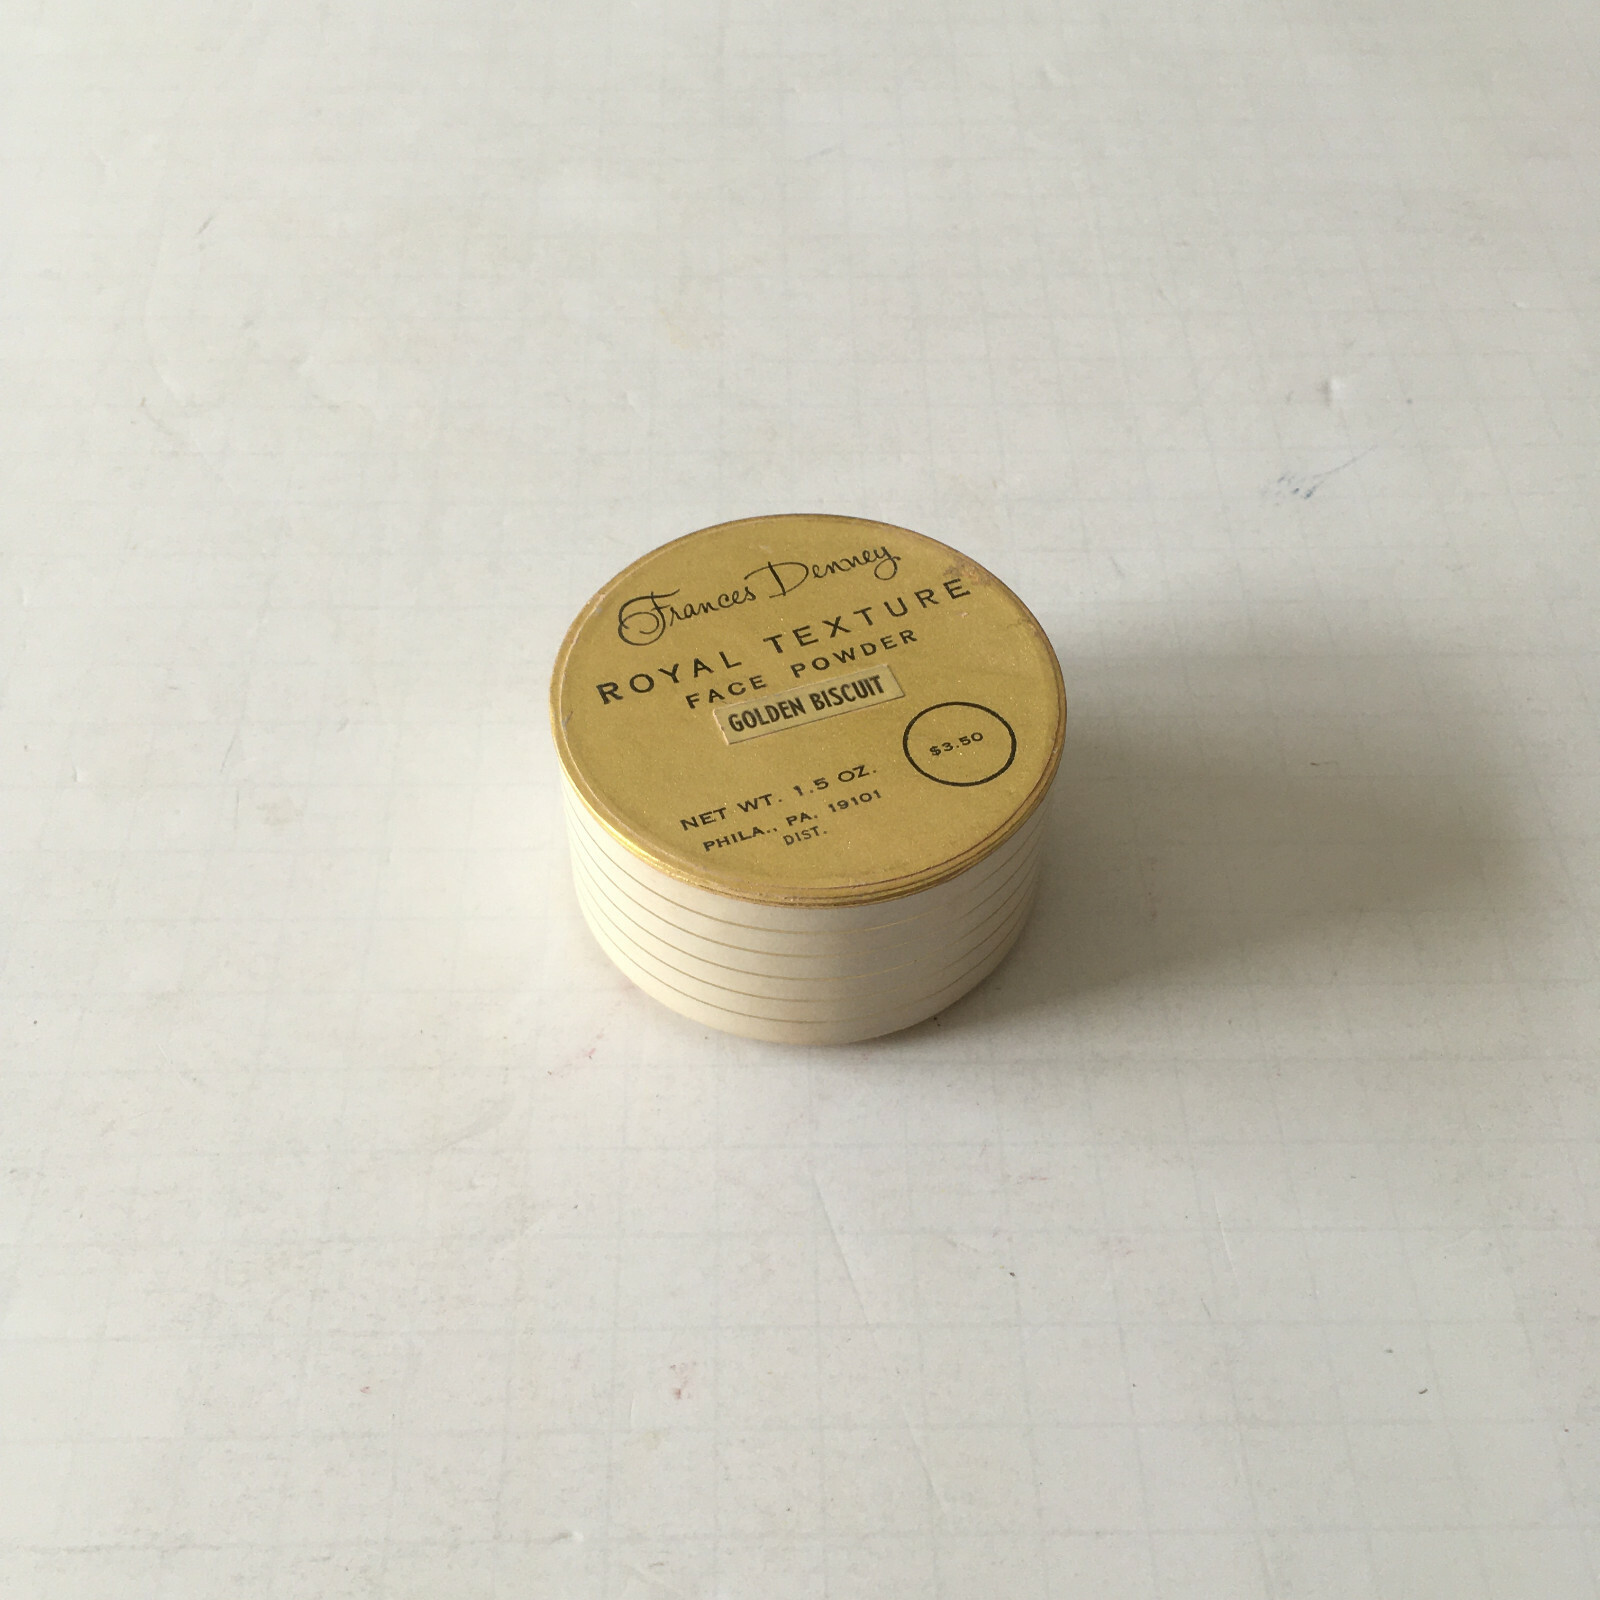 Frances Denney
ROYAL TEXTURE
FACE POWDER
GOLDEN BISCUIT
$3.50
NET WT. 1.5 OZ.
PHILA., PA. 19101
DIST.